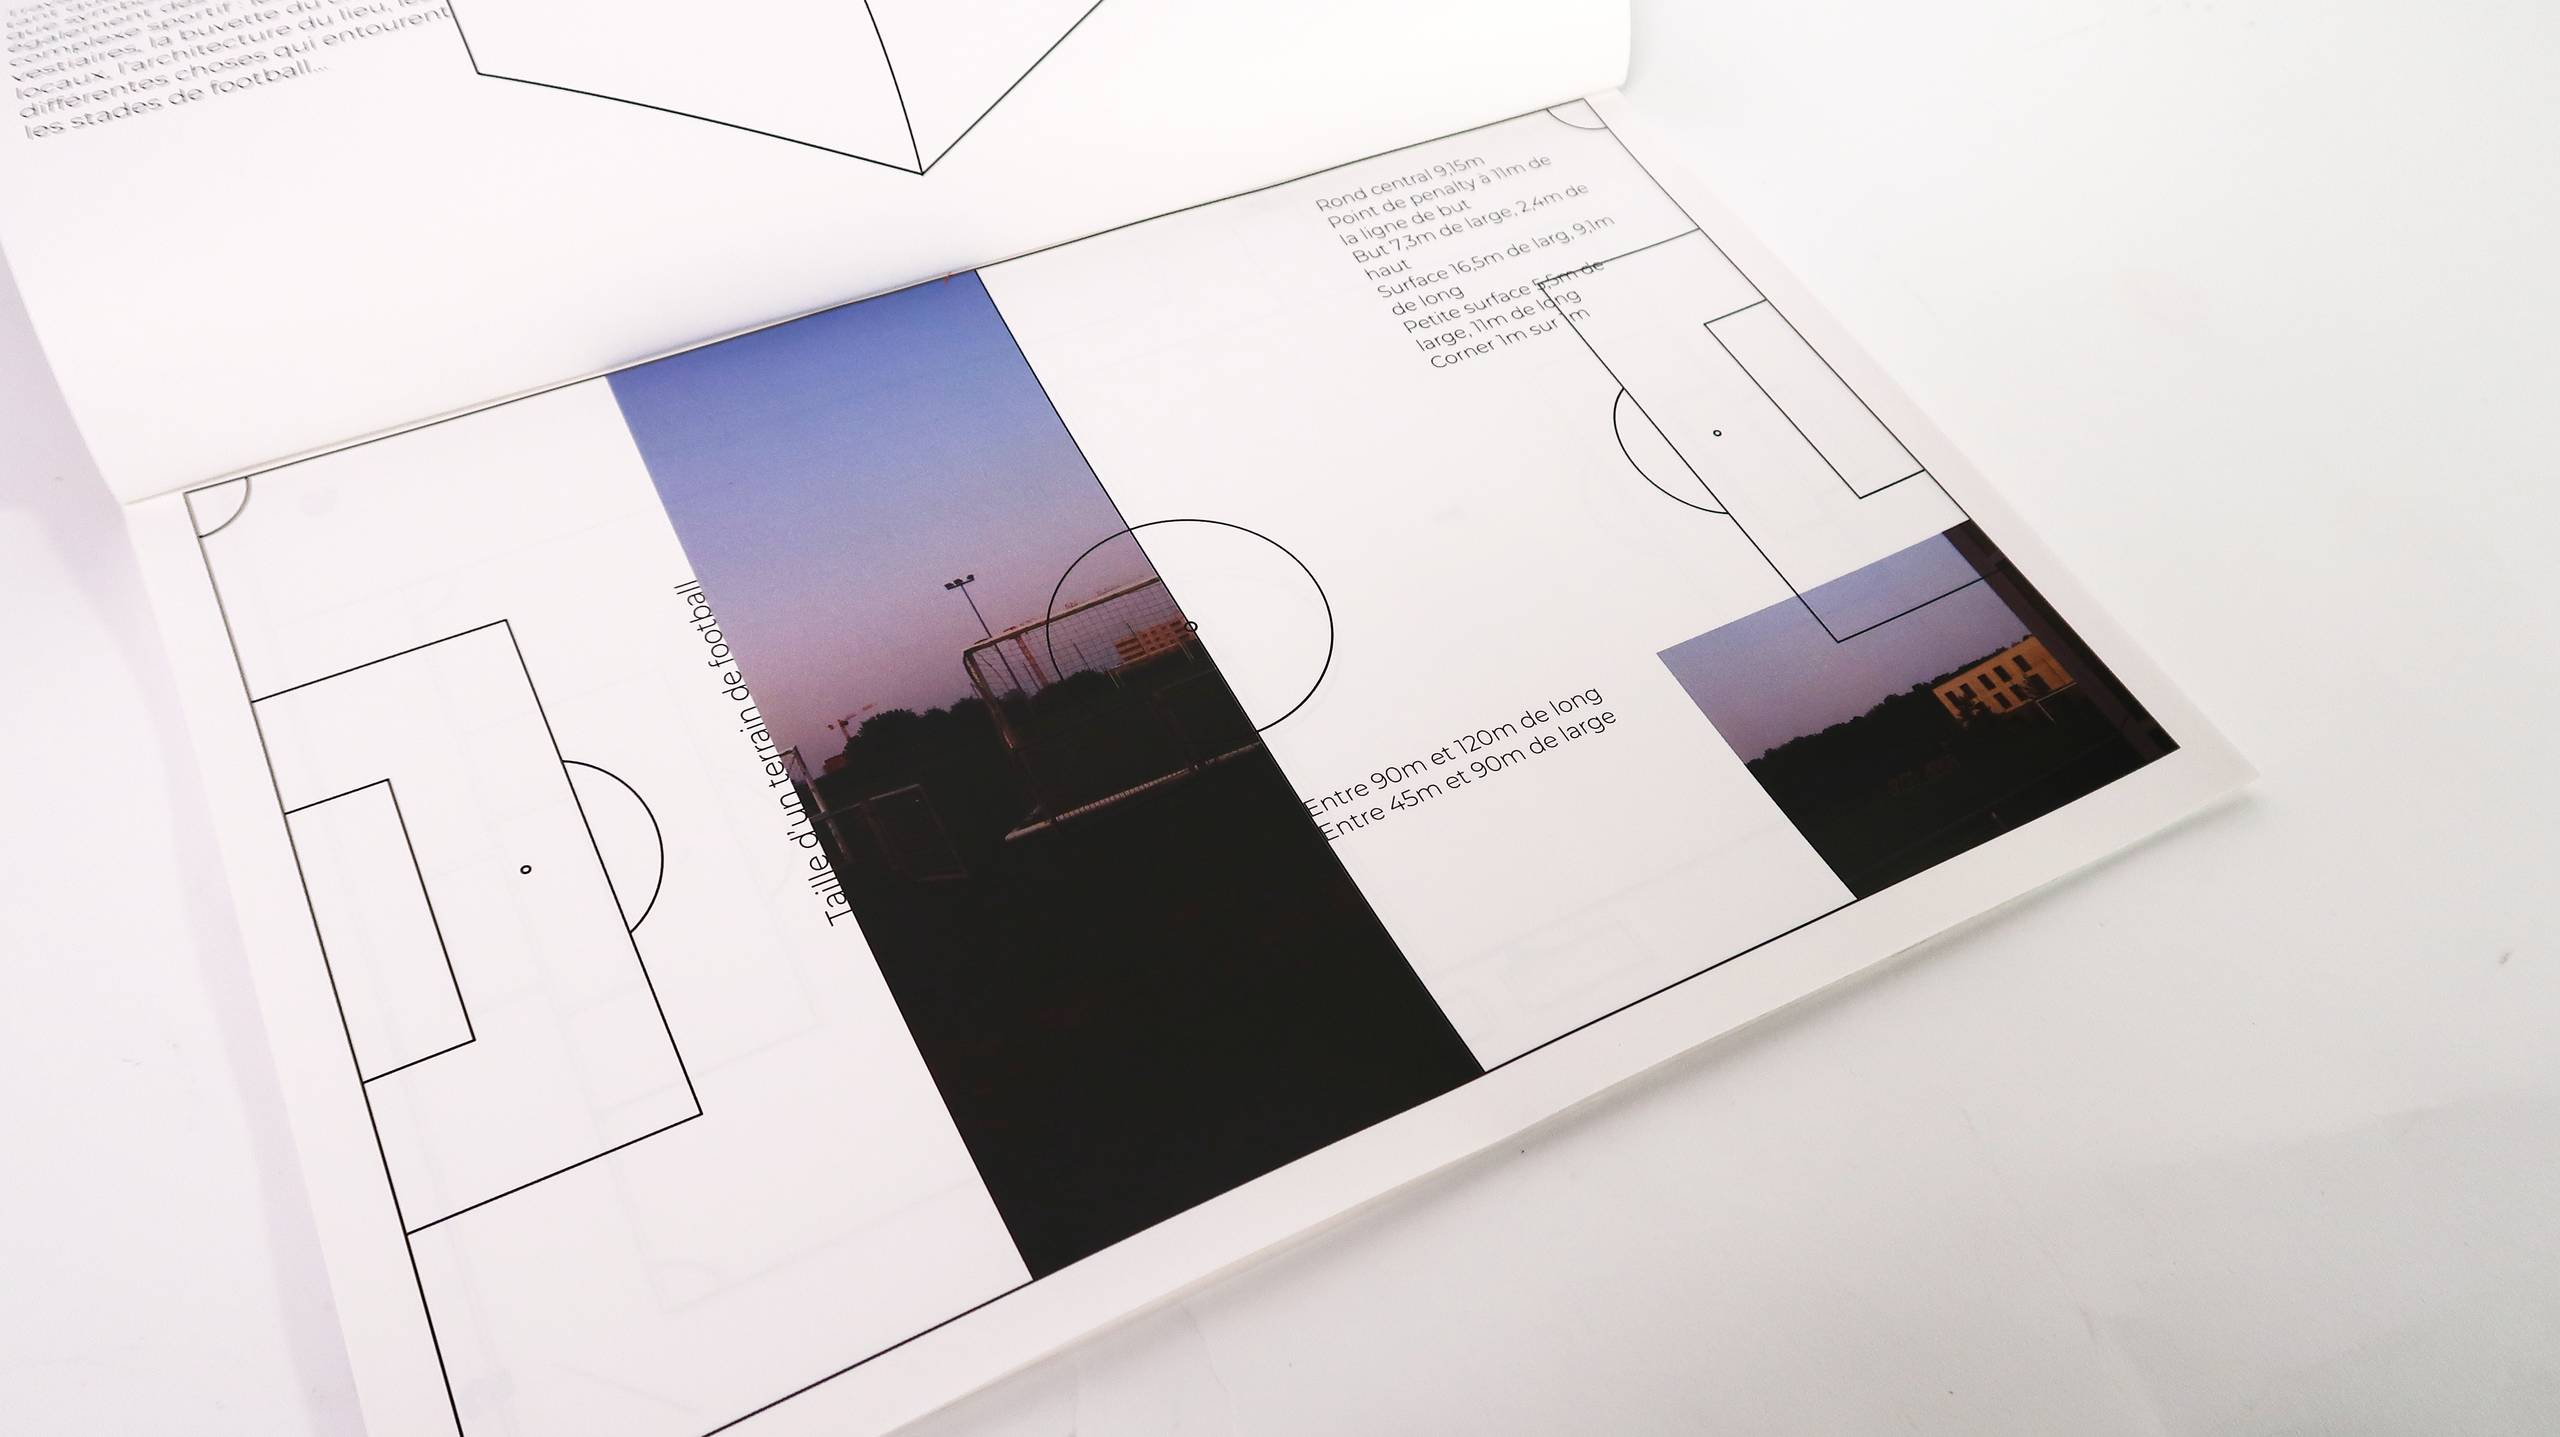 également des
complexe sportif : les
vestiaires, la buvette du
locaux, l'architecture du lieu, les
différentes choses qui entourent
les stades de football...
Rond central 9,15m
Point de penalty à 11m de
la ligne de but
But 7,3m de large, 2,4m de
haut
Surface 16,5m de larg, 9,1m
de long
Petite surface 5,5m de
large, 11m de long
Corner 1m sur 1m
Taille d'un terrain de football
Entre 90m et 120m de long
Entre 45m et 90m de large